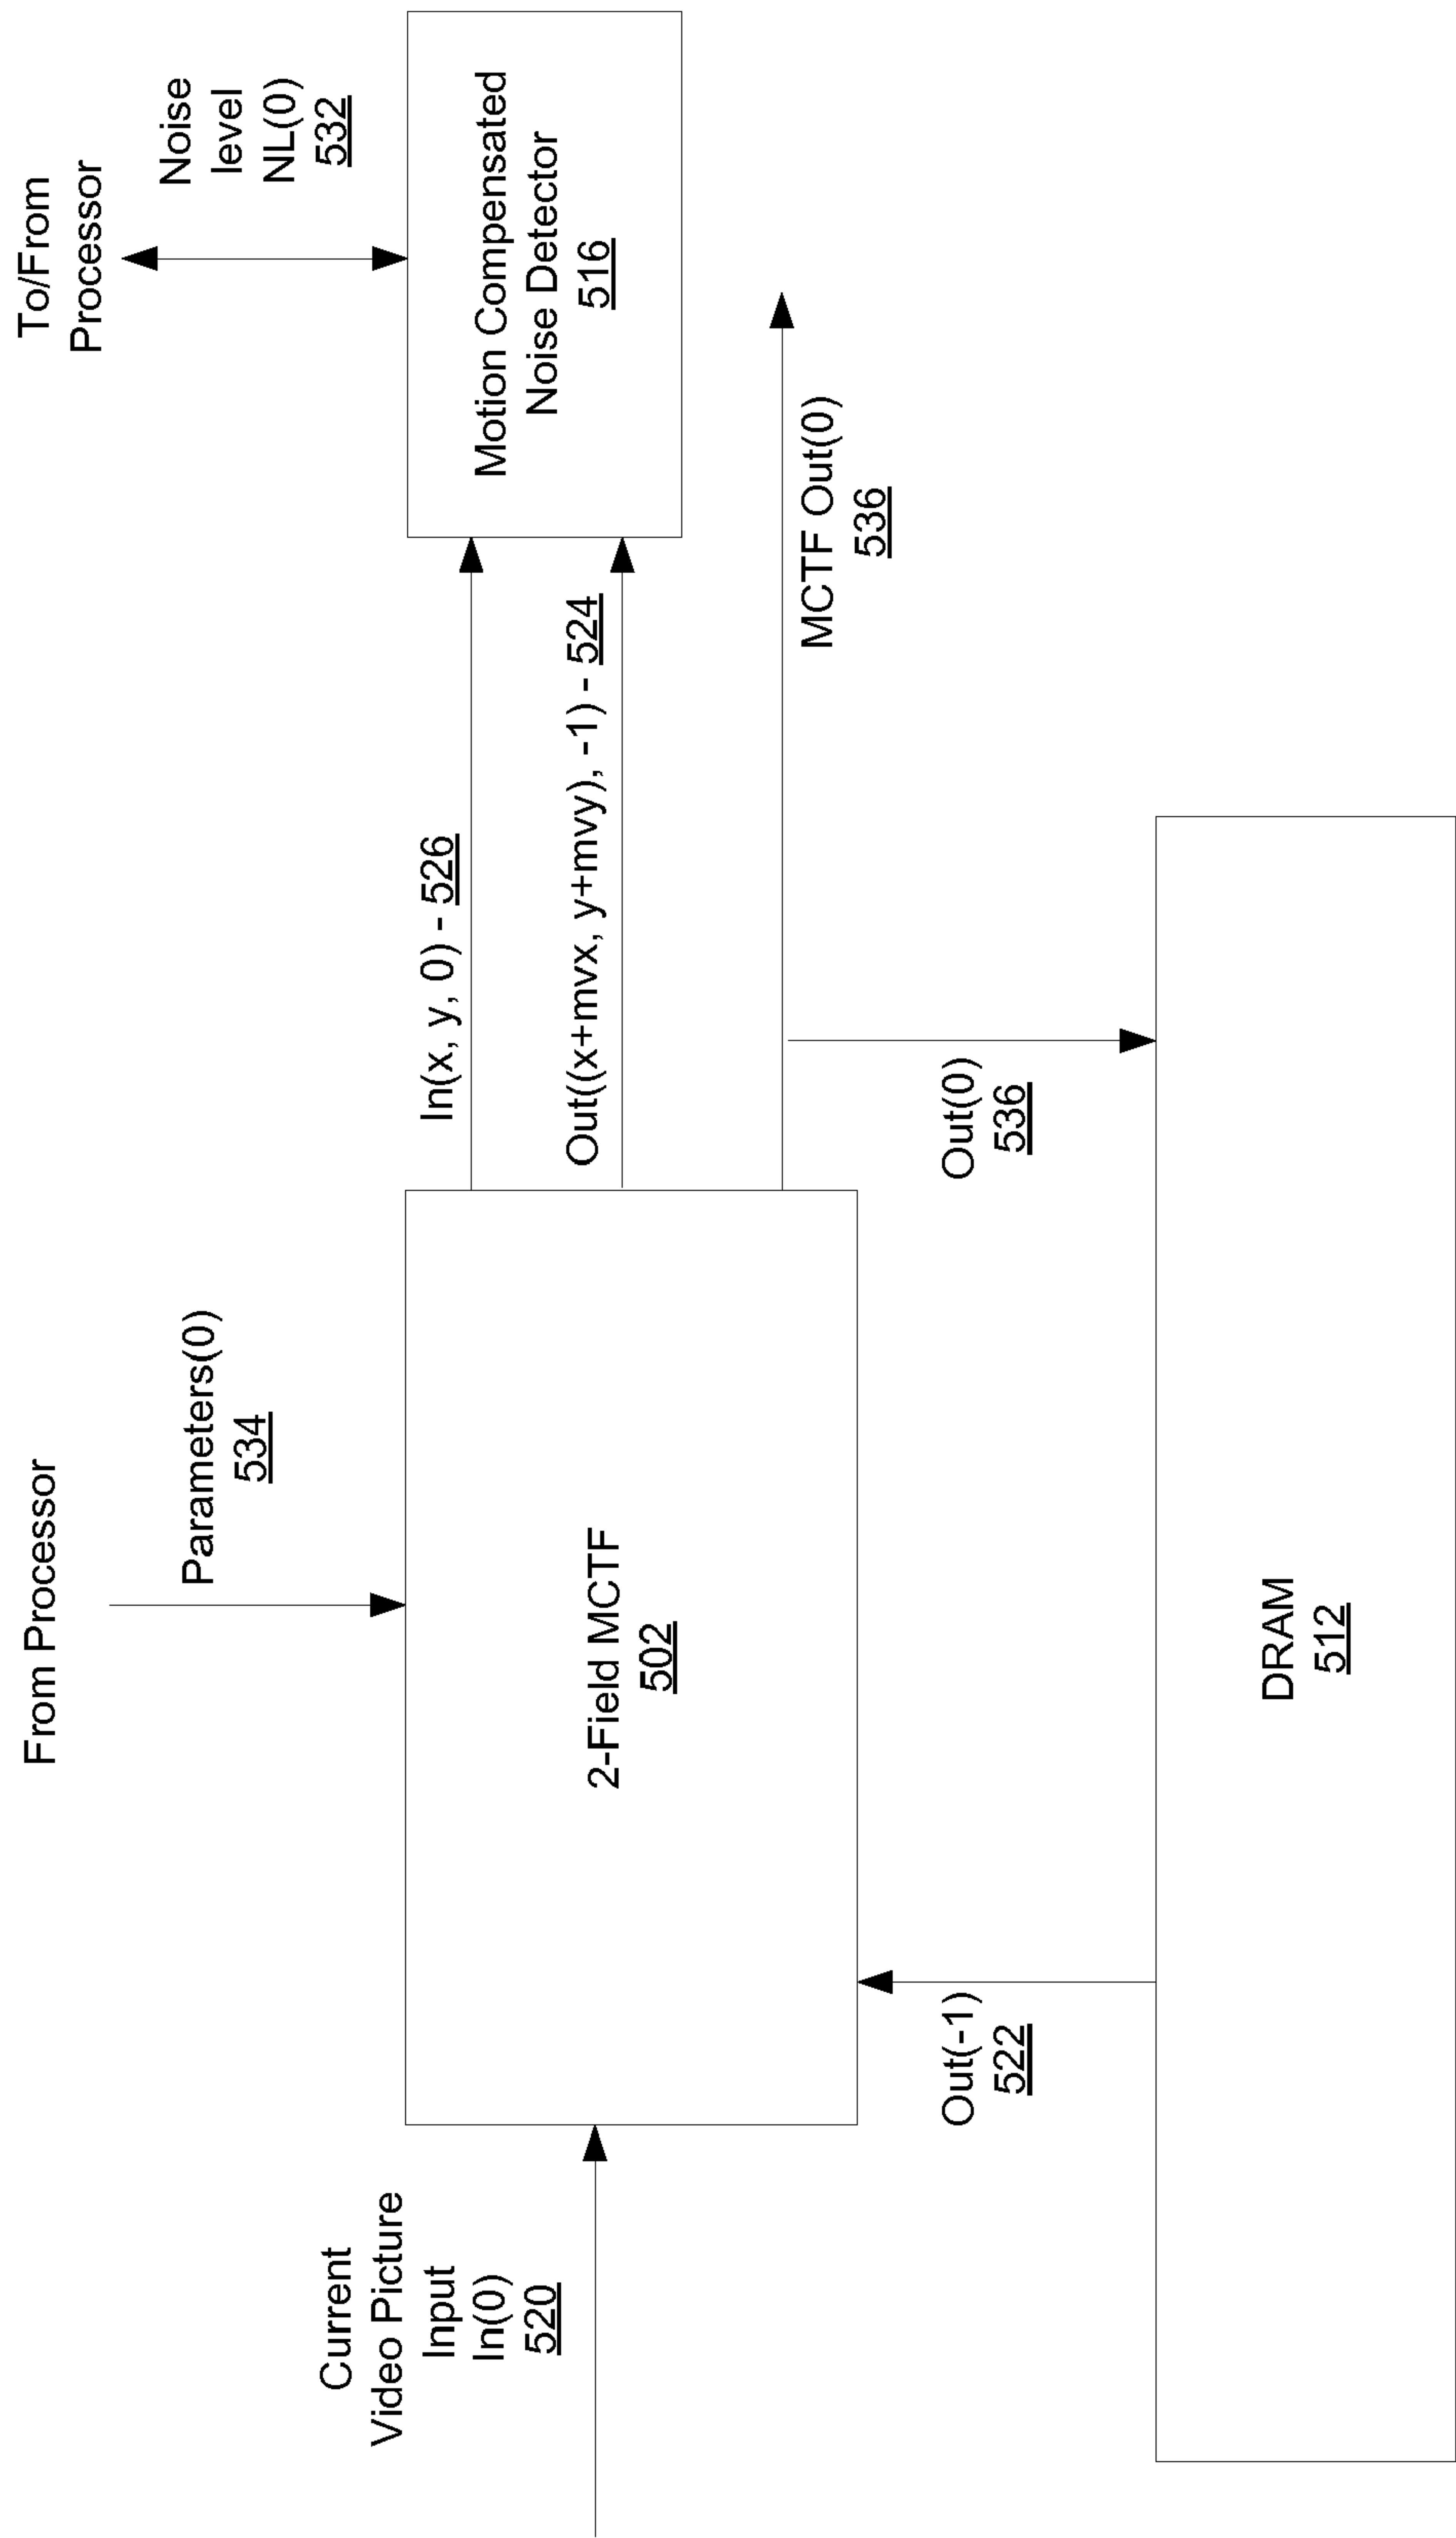 From Processor
Parameters(0)
534
To/From
Processor
Noise
level
NL(0)
532
Current
Video Picture
Input
In(0)
520
2-Field MCTF
502
In(x, y, 0) - 526
Out((x+mvx, y+mvy), -1) - 524
Motion Compensated
Noise Detector
516
MCTF Out(0)
536
Out(-1)
522
Out(0)
536
DRAM
512